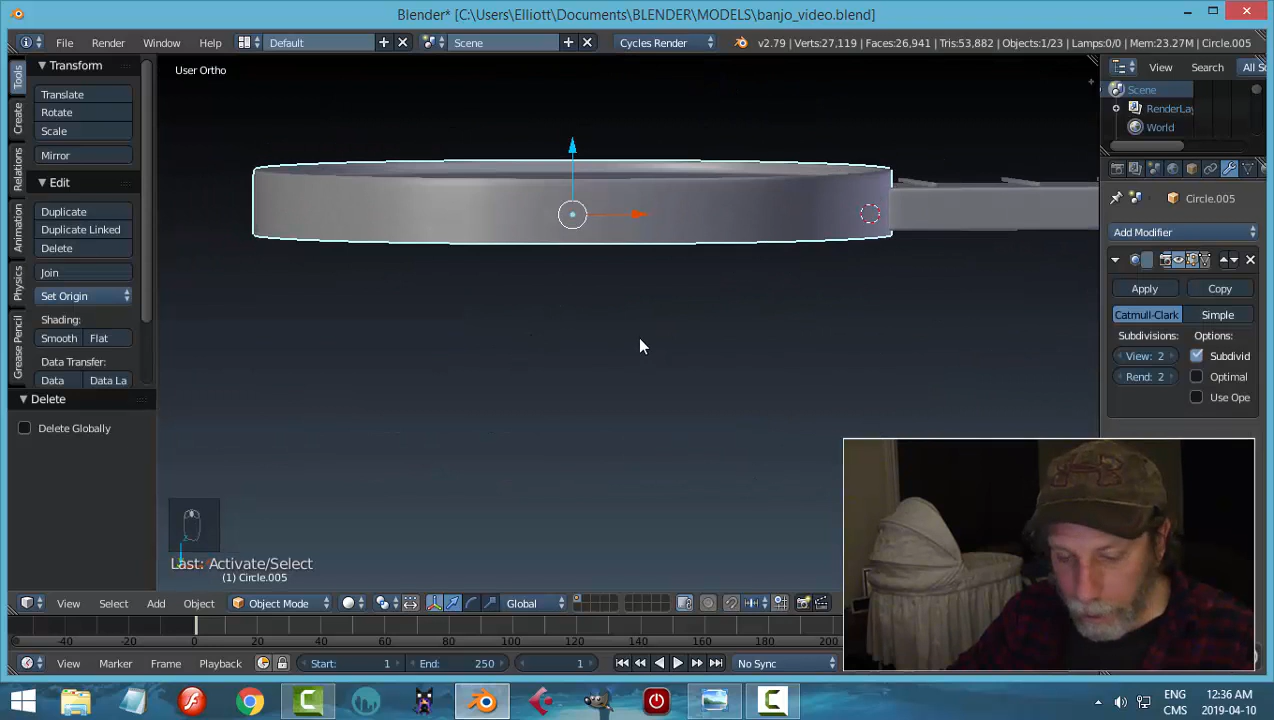 Blender* [C:\Users\Elliott\Documents\BLENDER\MODELS\banjo_video.blend]
File Render Window Help Default Scene Cycles Render v2.79 | Verts:27,119 | Faces:26,941 | Tris:53,882 | Objects:1/23 | Lamps:0/0 | Mem:23.27M | Circle.005
Tools
Create
Relations
Animation
Physics
Grease Pencil
Transform
Translate
Rotate
Scale
Mirror
Edit
Duplicate
Duplicate Linked
Delete
Join
Set Origin
Shading:
Smooth Flat
Data Transfer:
Data Data La
Delete
Delete Globally
User Ortho
Last: Activate/Select
(1) Circle.005
View Search All S
Scene
RenderLay
World
Circle.005
Add Modifier
Apply Copy
Catmull-Clark Simple
Subdivisions: Options:
View: 2 Subdivid
Rend: 2 Optimal
Use Ope
View Select Add Object Object Mode Global
-40 -20 0 20 40 60 80 100 120 140 160 180 200
View Marker Frame Playback Start: 1 End: 250 1 No Sync
ENG 12:36 AM
CMS 2019-04-10